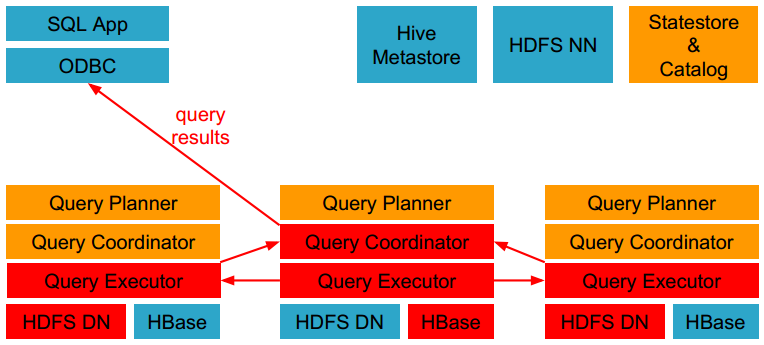 SQL App
ODBC
Hive
Metastore
HDFS NN
Statestore
&
Catalog
query
results
Query Planner
Query Coordinator
Query Executor
HDFS DN
HBase
Query Planner
Query Coordinator
Query Executor
HDFS DN
HBase
Query Planner
Query Coordinator
Query Executor
HDFS DN
HBase